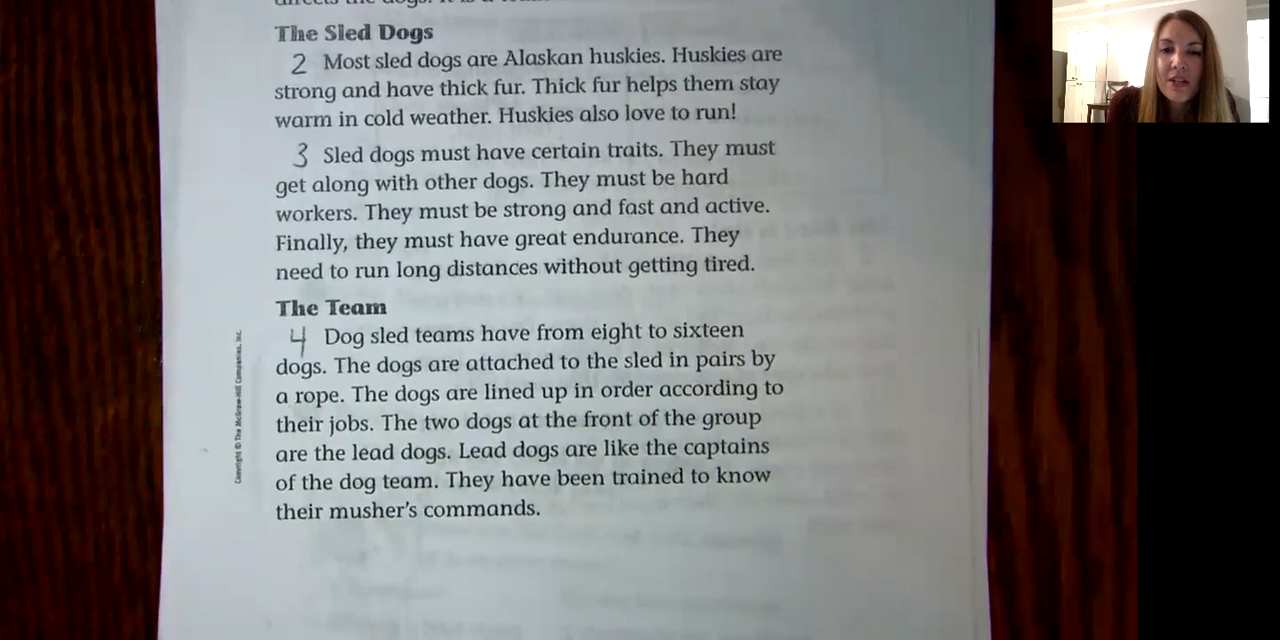 The Sled Dogs
2 Most sled dogs are Alaskan huskies. Huskies are
strong and have thick fur. Thick fur helps them stay
warm in cold weather. Huskies also love to run!
3 Sled dogs must have certain traits. They must
get along with other dogs. They must be hard
workers. They must be strong and fast and active.
Finally, they must have great endurance. They
need to run long distances without getting tired.
The Team
4 Dog sled teams have from eight to sixteen
dogs. The dogs are attached to the sled in pairs by
a rope. The dogs are lined up in order according to
their jobs. The two dogs at the front of the group
are the lead dogs. Lead dogs are like the captains
of the dog team. They have been trained to know
their musher's commands.
Copyright © The McGraw-Hill Companies, Inc.